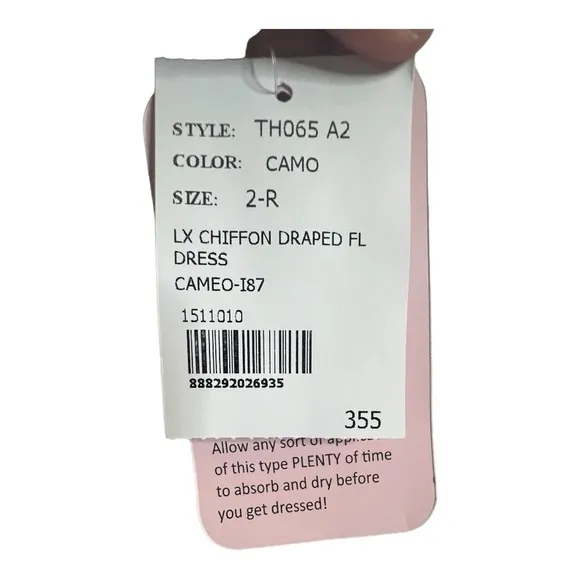 STYLE: TH065 A2
COLOR: CAMO
SIZE: 2-R
LX CHIFFON DRAPED FL
DRESS
CAMEO-I87
1511010
888292026935
355
Allow any sort of
of this type PLENTY of time
to absorb and dry before
you get dressed!